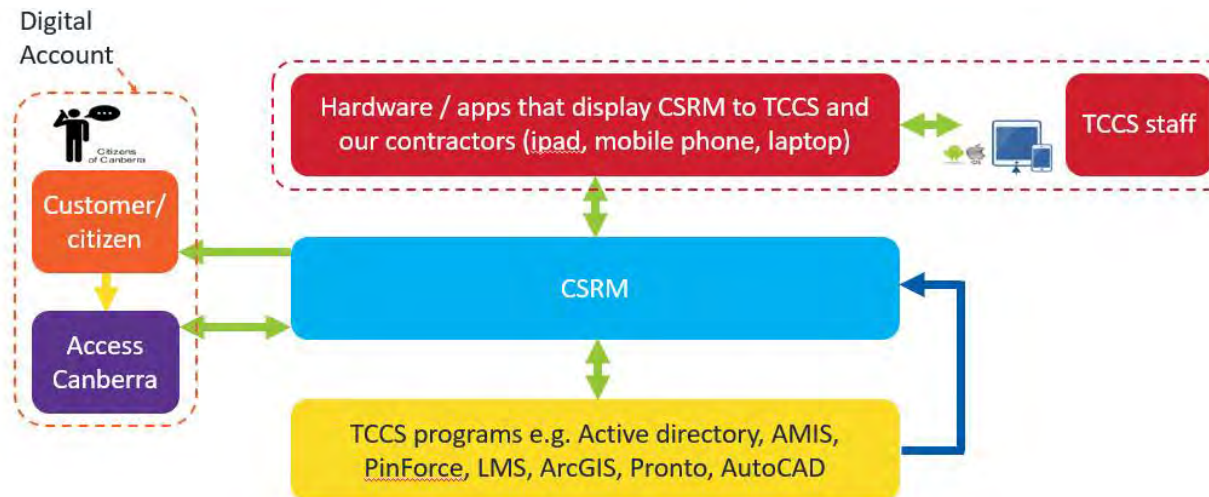 Digital
Account
Citizens
of Canberra
Customer/
citizen
Access
Canberra
Hardware / apps that display CSRM to TCCS and
our contractors (ipad, mobile phone, laptop)
TCCS staff
CSRM
TCCS programs e.g. Active directory, AMIS,
PinForce, LMS, ArcGIS, Pronto, AutoCAD